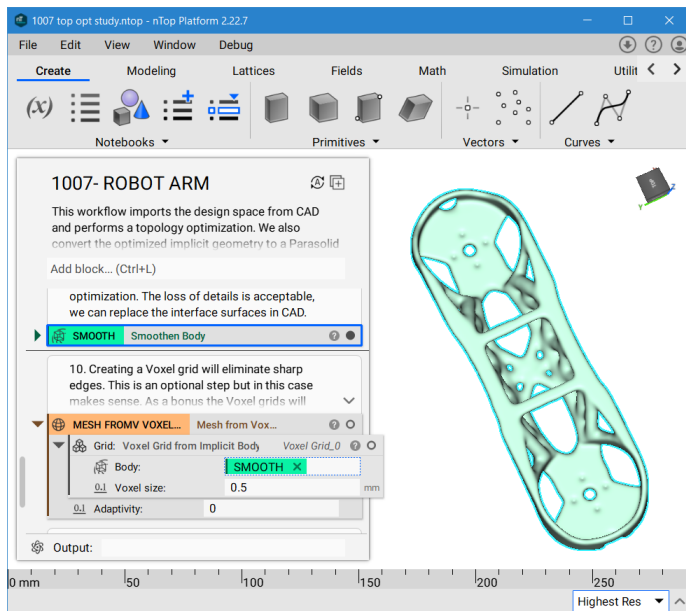 1007 top opt study.ntop - nTop Platform 2.22.7
File Edit View Window Debug
Create Modeling Lattices Fields Math Simulation Utilit
(x)
Notebooks Primitives Vectors Curves
1007- ROBOT ARM
This workflow imports the design space from CAD
and performs a topology optimization. We also
convert the optimized implicit geometry to a Parasolid
Add block... (Ctrl+L)
optimization. The loss of details is acceptable,
we can replace the interface surfaces in CAD.
SMOOTH Smoothen Body
10. Creating a Voxel grid will eliminate sharp
edges. This is an optional step but in this case
makes sense. As a bonus the Voxel grids will
MESH FROMV VOXEL... Mesh from Vox...
Grid: Voxel Grid from Implicit Body Voxel Grid_0
Body: SMOOTH
0.1 Voxel size: 0.5 mm
0.1 Adaptivity: 0
Output:
0 mm 50 100 150 200 250
Highest Res